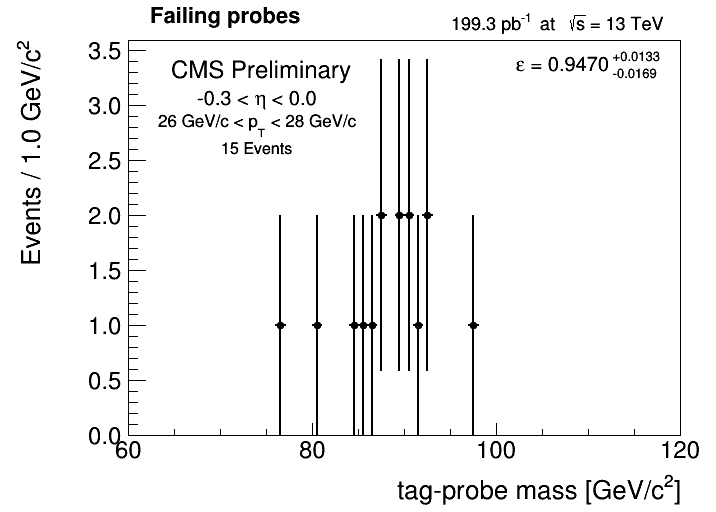 Failing probes
199.3 pb⁻¹ at √s = 13 TeV
CMS Preliminary
-0.3 < η < 0.0
26 GeV/c < p_T < 28 GeV/c
15 Events
ε = 0.9470 +0.0133 -0.0169
Events / 1.0 GeV/c²
3.5
3.0
2.5
2.0
1.5
1.0
0.5
0.0
60 80 100 120
tag-probe mass [GeV/c²]